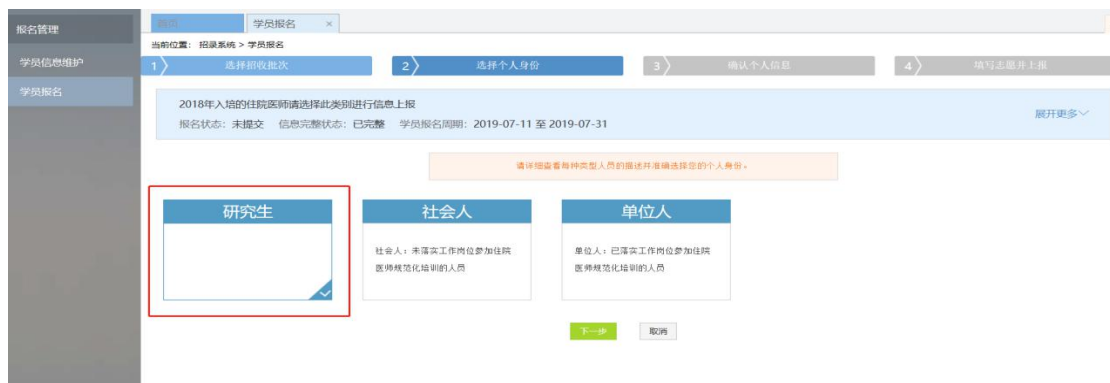 报名管理
学员信息维护
学员报名
首页
学员报名 ×
当前位置： 招录系统 > 学员报名
1 选择招收批次
2 选择个人身份
3 确认个人信息
4 填写志愿并上报
2018年入培的住院医师请选择此类别进行信息上报
报名状态：未提交 信息完整状态：已完整 学员报名周期：2019-07-11 至 2019-07-31
展开更多
请详细查看每种类型人员的描述并准确选择您的个人身份。
研究生
社会人
社会人：未落实工作岗位参加住院
医师规范化培训的人员
单位人
单位人：已落实工作岗位参加住院
医师规范化培训的人员
下一步
取消